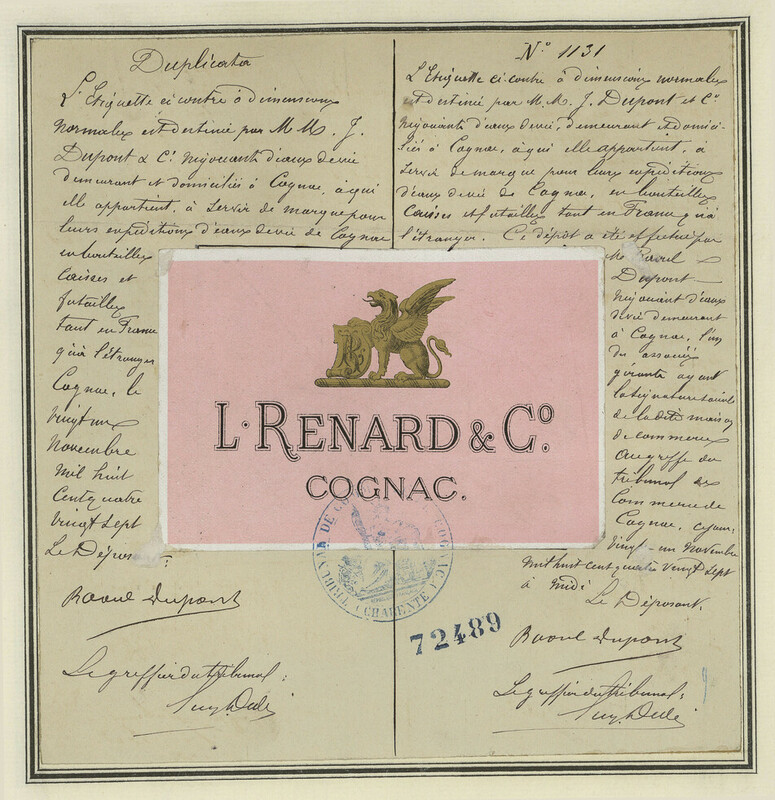 Duplicata
L'Etiquette ci contre à dimensions
normales est destinée par M.M. J.
Dupont & Cie négociants d'eaux de vie
demeurant et domiciliés à Cognac, à qui
elle appartient, à servir de marque pour
leurs expéditions d'eaux de vie de Cognac
en bouteilles
caisses et
futailles
tant en France
qu'à l'étranger
Cognac, le
vingt un
Novembre
mil huit
cent quatre
vingt sept
Le Dépos
Raoul Dupont
Le greffier du tribunal:
No 1131
L'Etiquette ci contre à dimensions normales
est destinée par M.M. J. Dupont et Cie
négociants d'eaux de vie, demeurant et domici-
liés à Cognac, à qui elle appartient, à
servir de marque pour leurs expéditions
d'eaux de vie de Cognac, en bouteilles
caisses et futailles tant en France qu'à
l'étranger. Ce dépôt a été effectué par
M. Raoul
Dupont
négociant d'eaux
de vie demeurant
à Cognac, l'un
des associés
gérants ayant
la signature sociale
de la dite maison
de commerce
au greffe du
tribunal de
Commerce de
Cognac, ce jour,
vingt-un Novembre
mil huit cent quatre vingt sept
à midi
Le Déposant.
Raoul Dupont
Le greffier du tribunal:
L. RENARD & Co.
COGNAC.
TRIBUNAL DE COGNAC (CHARENTE)
72489